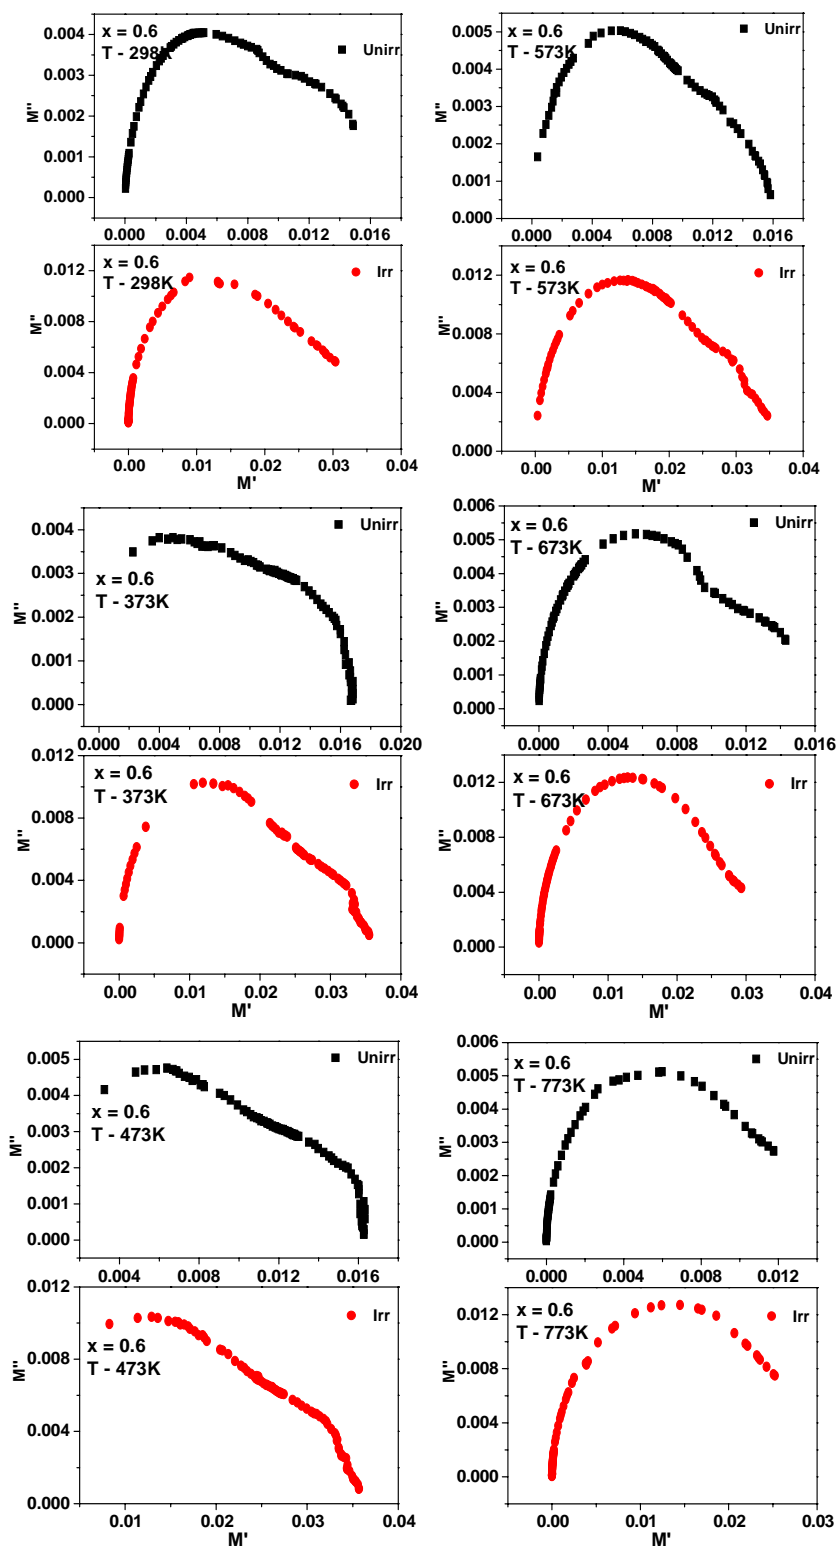 0.004
0.003
0.002
0.001
0.000
M''
x = 0.6
T - 298K
Unirr
0.000 0.004 0.008 0.012 0.016
0.012
0.008
0.004
0.000
M''
x = 0.6
T - 298K
Irr
0.00 0.01 0.02 0.03 0.04
M'
0.005
0.004
0.003
0.002
0.001
0.000
M''
x = 0.6
T - 573K
Unirr
0.000 0.004 0.008 0.012 0.016
0.012
0.008
0.004
0.000
M''
x = 0.6
T - 573K
Irr
0.00 0.01 0.02 0.03 0.04
M'
0.004
0.003
0.002
0.001
0.000
M''
x = 0.6
T - 373K
Unirr
0.000 0.004 0.008 0.012 0.016 0.020
0.012
0.008
0.004
0.000
M''
x = 0.6
T - 373K
Irr
0.00 0.01 0.02 0.03 0.04
M'
0.006
0.005
0.004
0.003
0.002
0.001
0.000
M''
x = 0.6
T - 673K
Unirr
0.000 0.004 0.008 0.012 0.016
0.012
0.008
0.004
0.000
M''
x = 0.6
T - 673K
Irr
0.00 0.01 0.02 0.03 0.04
M'
0.005
0.004
0.003
0.002
0.001
0.000
M''
x = 0.6
T - 473K
Unirr
0.004 0.008 0.012 0.016
0.012
0.008
0.004
0.000
M''
x = 0.6
T - 473K
Irr
0.01 0.02 0.03 0.04
M'
0.006
0.005
0.004
0.003
0.002
0.001
0.000
M''
x = 0.6
T - 773K
Unirr
0.000 0.004 0.008 0.012
0.012
0.008
0.004
0.000
M''
x = 0.6
T - 773K
Irr
0.00 0.01 0.02 0.03
M'